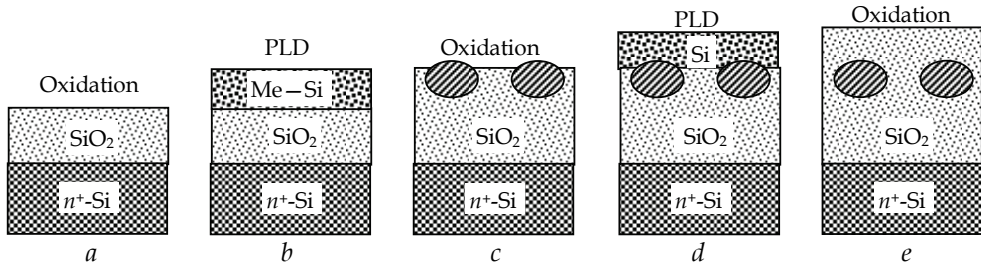 Oxidation
SiO₂
n⁺-Si
a
PLD
Me–Si
SiO₂
n⁺-Si
b
Oxidation
SiO₂
n⁺-Si
c
PLD
Si
SiO₂
n⁺-Si
d
Oxidation
SiO₂
n⁺-Si
e